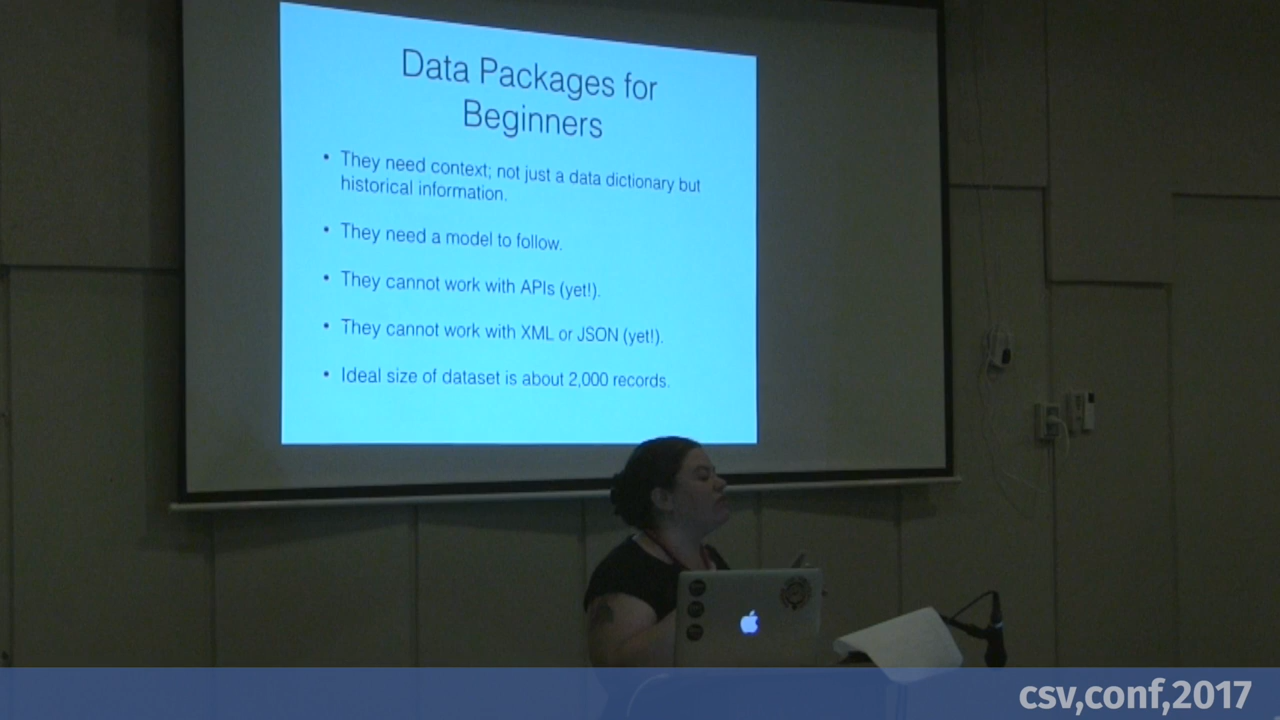 Data Packages for
Beginners
• They need context; not just a data dictionary but
historical information.
• They need a model to follow.
• They cannot work with APIs (yet!).
• They cannot work with XML or JSON (yet!).
• Ideal size of dataset is about 2,000 records.
csv,conf,2017